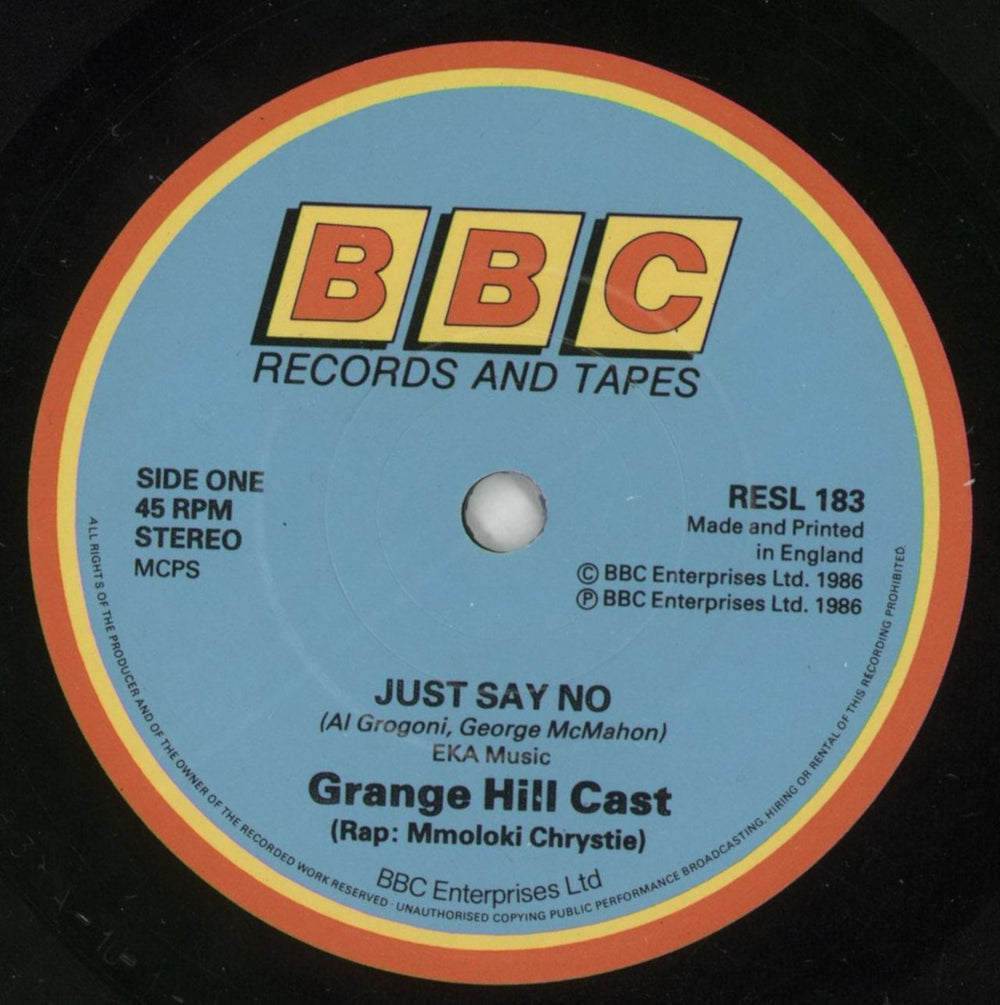 BBC
RECORDS AND TAPES
SIDE ONE
45 RPM
STEREO
MCPS
RESL 183
Made and Printed
in England
© BBC Enterprises Ltd. 1986
℗ BBC Enterprises Ltd. 1986
JUST SAY NO
(Al Grogoni, George McMahon)
EKA Music
Grange Hill Cast
(Rap: Mmoloki Chrystie)
BBC Enterprises Ltd
ALL RIGHTS OF THE PRODUCER AND OF THE OWNER OF THE RECORDED WORK RESERVED · UNAUTHORISED COPYING PUBLIC PERFORMANCE BROADCASTING, HIRING OR RENTAL OF THIS RECORDING PROHIBITED.